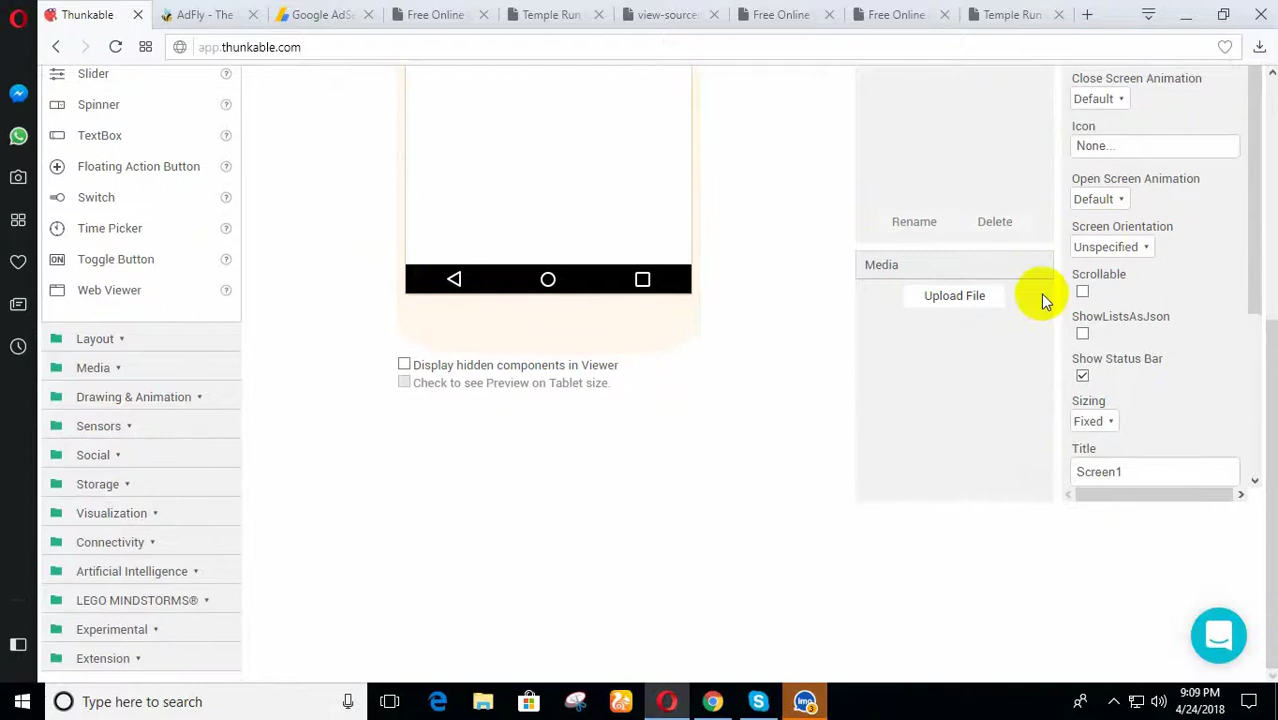 Thunkable
AdFly - The
Google AdSe
Free Online
Temple Run
view-source:
Free Online
Free Online
Temple Run
app.thunkable.com
Slider
Spinner
TextBox
Floating Action Button
Switch
Time Picker
Toggle Button
Web Viewer
Layout
Media
Drawing & Animation
Sensors
Social
Storage
Visualization
Connectivity
Artificial Intelligence
LEGO MINDSTORMS®
Experimental
Extension
Display hidden components in Viewer
Check to see Preview on Tablet size.
Rename Delete
Media
Upload File
Close Screen Animation
Default
Icon
None...
Open Screen Animation
Default
Screen Orientation
Unspecified
Scrollable
ShowListsAsJson
Show Status Bar
Sizing
Fixed
Title
Screen1
Type here to search
9:09 PM
4/24/2018